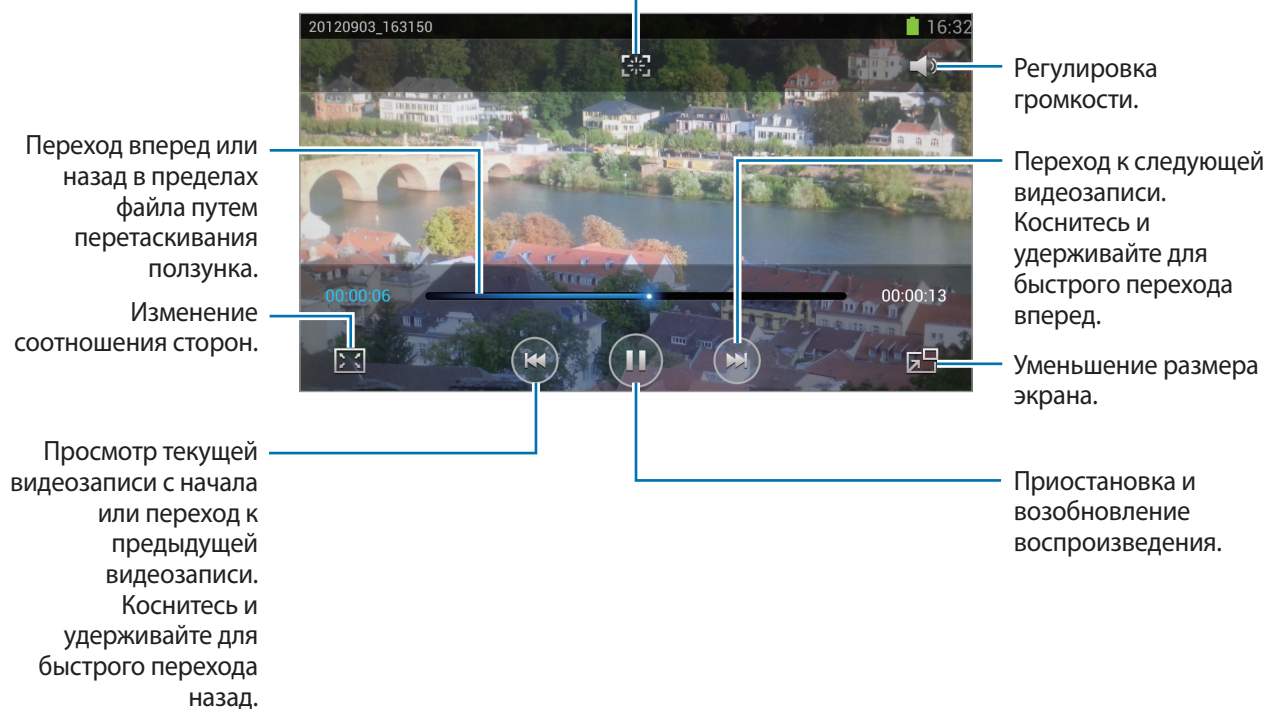 20120903_163150
16:32
Регулировка
громкости.
Переход вперед или
назад в пределах
файла путем
перетаскивания
ползунка.
Переход к следующей
видеозаписи.
Коснитесь и
удерживайте для
быстрого перехода
вперед.
00:00:06
00:00:13
Изменение
соотношения сторон.
Уменьшение размера
экрана.
Просмотр текущей
видеозаписи с начала
или переход к
предыдущей
видеозаписи.
Коснитесь и
удерживайте для
быстрого перехода
назад.
Приостановка и
возобновление
воспроизведения.